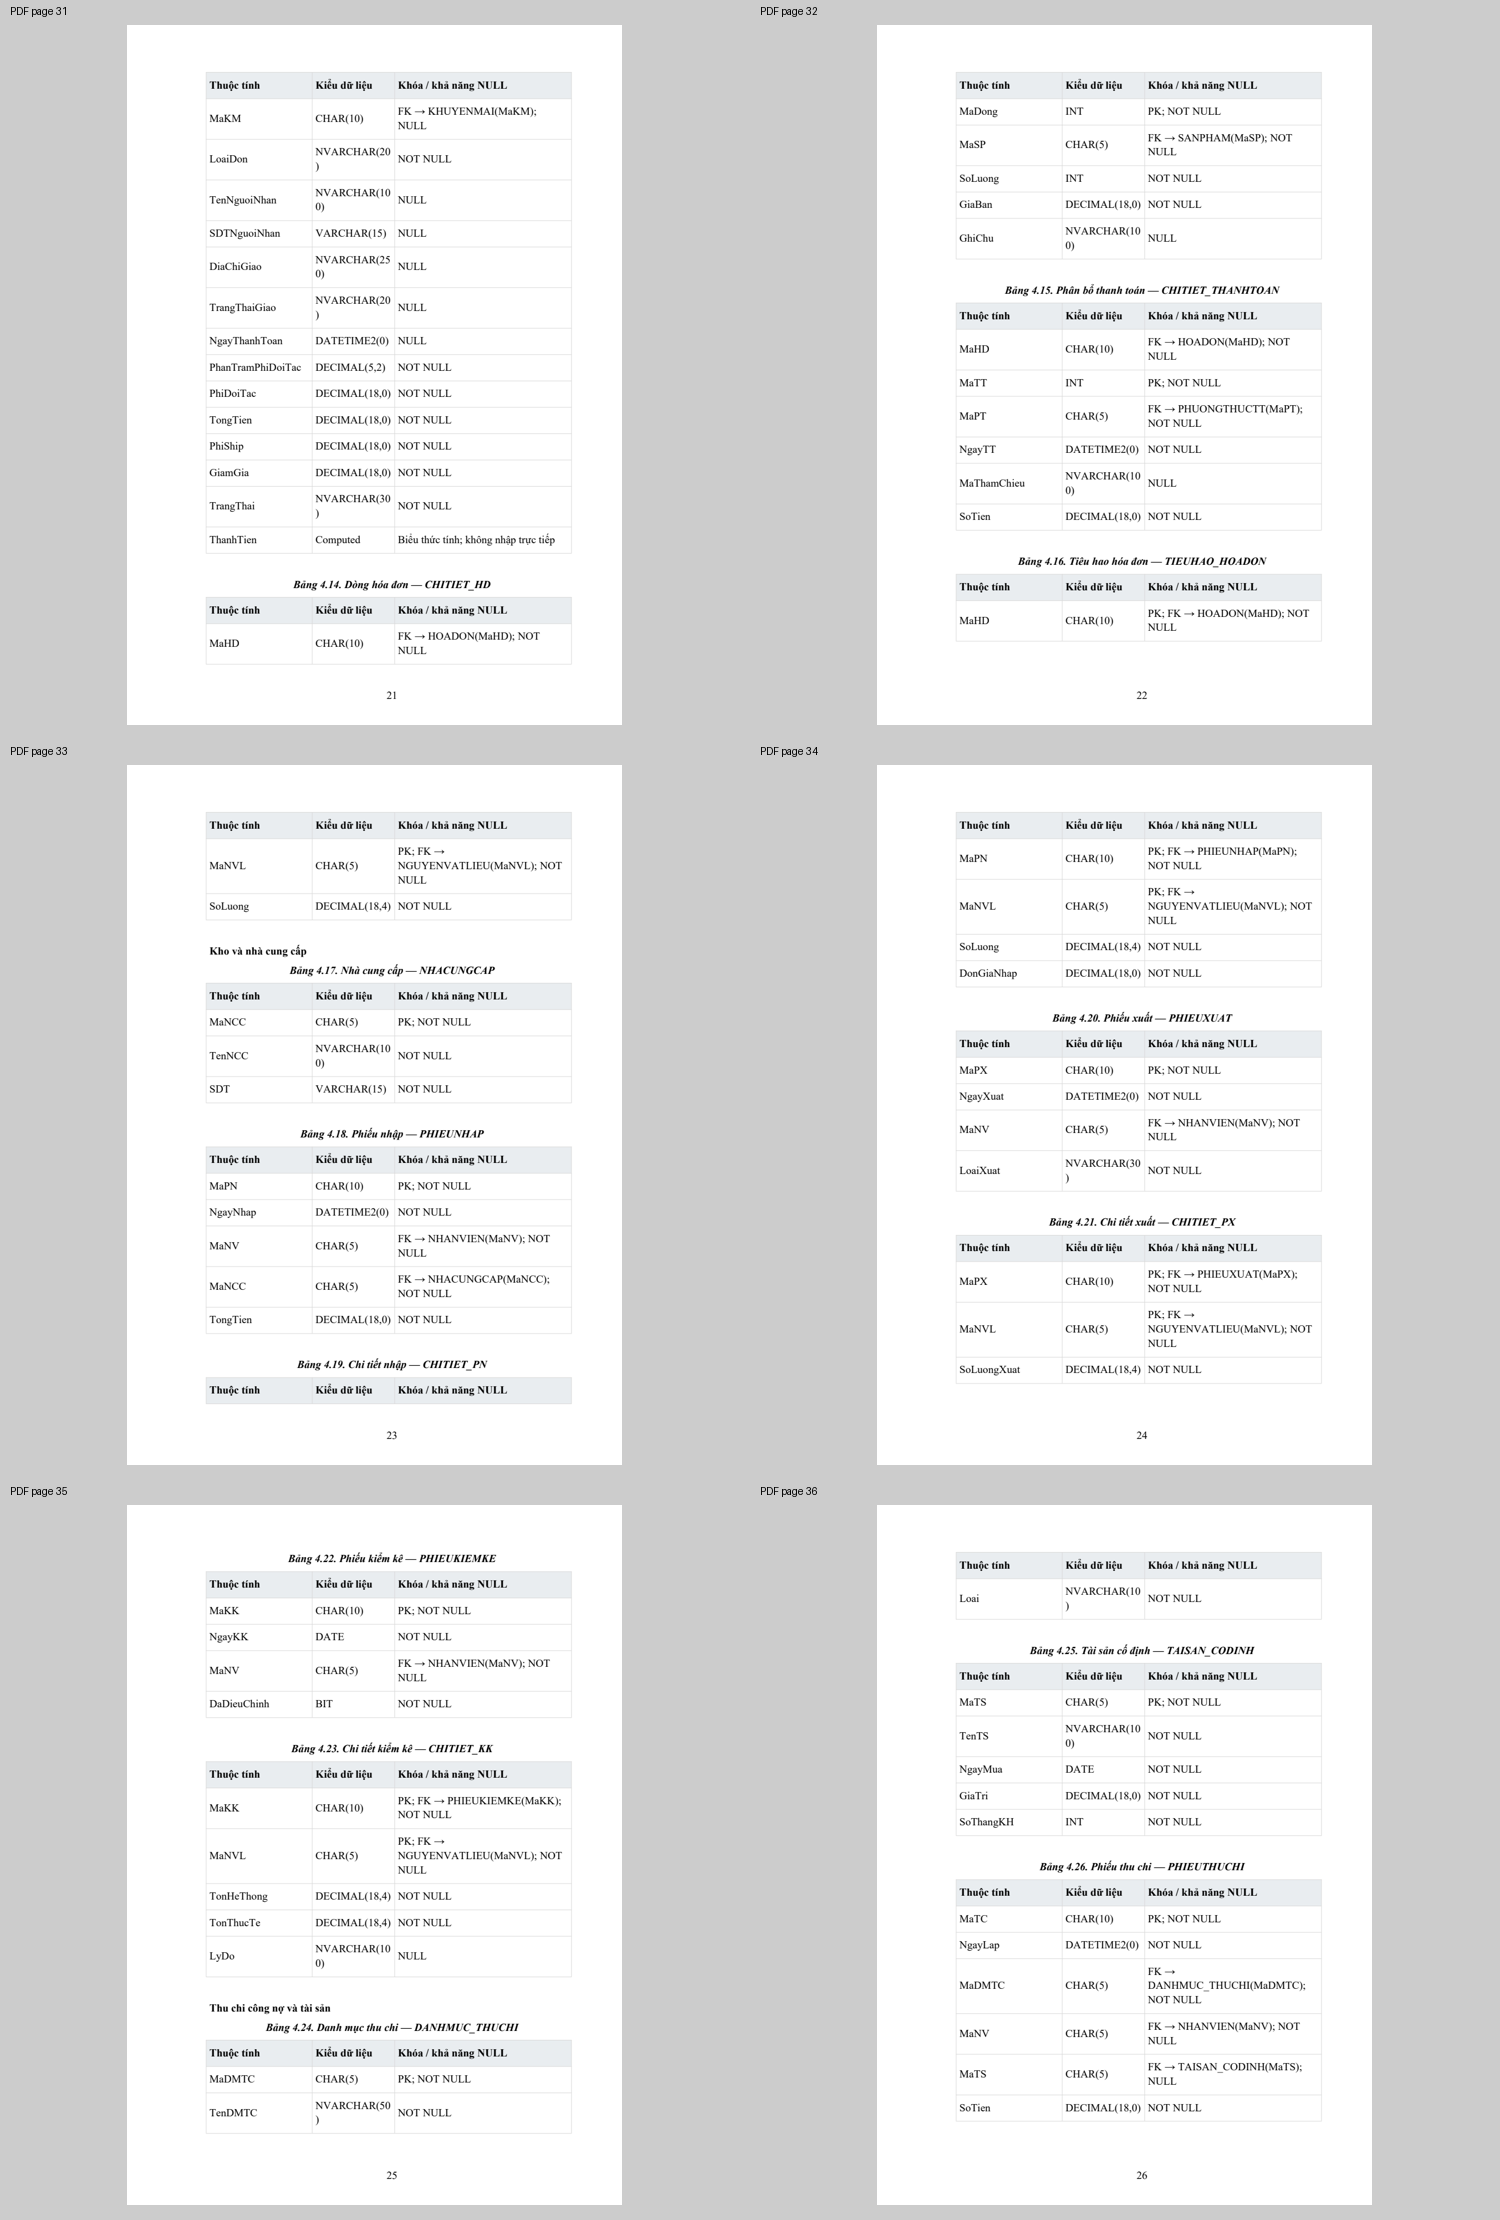 PDF page 31
Thuộc tính Kiểu dữ liệu Khóa / khả năng NULL
MaKM CHAR(10) FK → KHUYENMAI(MaKM);
NULL
LoaiDon NVARCHAR(20
) NOT NULL
TenNguoiNhan NVARCHAR(10
0) NULL
SDTNguoiNhan VARCHAR(15) NULL
DiaChiGiao NVARCHAR(25
0) NULL
TrangThaiGiao NVARCHAR(20
) NULL
NgayThanhToan DATETIME2(0) NULL
PhanTramPhiDoiTac DECIMAL(5,2) NOT NULL
PhiDoiTac DECIMAL(18,0) NOT NULL
TongTien DECIMAL(18,0) NOT NULL
PhiShip DECIMAL(18,0) NOT NULL
GiamGia DECIMAL(18,0) NOT NULL
TrangThai NVARCHAR(30
) NOT NULL
ThanhTien Computed Biểu thức tính; không nhập trực tiếp
Bảng 4.14. Dòng hóa đơn — CHITIET_HD
Thuộc tính Kiểu dữ liệu Khóa / khả năng NULL
MaHD CHAR(10) FK → HOADON(MaHD); NOT
NULL
21
PDF page 32
Thuộc tính Kiểu dữ liệu Khóa / khả năng NULL
MaDong INT PK; NOT NULL
MaSP CHAR(5) FK → SANPHAM(MaSP); NOT
NULL
SoLuong INT NOT NULL
GiaBan DECIMAL(18,0) NOT NULL
GhiChu NVARCHAR(10
0) NULL
Bảng 4.15. Phân bổ thanh toán — CHITIET_THANHTOAN
Thuộc tính Kiểu dữ liệu Khóa / khả năng NULL
MaHD CHAR(10) FK → HOADON(MaHD); NOT
NULL
MaTT INT PK; NOT NULL
MaPT CHAR(5) FK → PHUONGTHUCTT(MaPT);
NOT NULL
NgayTT DATETIME2(0) NOT NULL
MaThamChieu NVARCHAR(10
0) NULL
SoTien DECIMAL(18,0) NOT NULL
Bảng 4.16. Tiêu hao hóa đơn — TIEUHAO_HOADON
Thuộc tính Kiểu dữ liệu Khóa / khả năng NULL
MaHD CHAR(10) PK; FK → HOADON(MaHD); NOT
NULL
22
PDF page 33
Thuộc tính Kiểu dữ liệu Khóa / khả năng NULL
MaNVL CHAR(5) PK; FK →
NGUYENVATLIEU(MaNVL); NOT
NULL
SoLuong DECIMAL(18,4) NOT NULL
Kho và nhà cung cấp
Bảng 4.17. Nhà cung cấp — NHACUNGCAP
Thuộc tính Kiểu dữ liệu Khóa / khả năng NULL
MaNCC CHAR(5) PK; NOT NULL
TenNCC NVARCHAR(10
0) NOT NULL
SDT VARCHAR(15) NOT NULL
Bảng 4.18. Phiếu nhập — PHIEUNHAP
Thuộc tính Kiểu dữ liệu Khóa / khả năng NULL
MaPN CHAR(10) PK; NOT NULL
NgayNhap DATETIME2(0) NOT NULL
MaNV CHAR(5) FK → NHANVIEN(MaNV); NOT
NULL
MaNCC CHAR(5) FK → NHACUNGCAP(MaNCC);
NOT NULL
TongTien DECIMAL(18,0) NOT NULL
Bảng 4.19. Chi tiết nhập — CHITIET_PN
Thuộc tính Kiểu dữ liệu Khóa / khả năng NULL
23
PDF page 34
Thuộc tính Kiểu dữ liệu Khóa / khả năng NULL
MaPN CHAR(10) PK; FK → PHIEUNHAP(MaPN);
NOT NULL
MaNVL CHAR(5) PK; FK →
NGUYENVATLIEU(MaNVL); NOT
NULL
SoLuong DECIMAL(18,4) NOT NULL
DonGiaNhap DECIMAL(18,0) NOT NULL
Bảng 4.20. Phiếu xuất — PHIEUXUAT
Thuộc tính Kiểu dữ liệu Khóa / khả năng NULL
MaPX CHAR(10) PK; NOT NULL
NgayXuat DATETIME2(0) NOT NULL
MaNV CHAR(5) FK → NHANVIEN(MaNV); NOT
NULL
LoaiXuat NVARCHAR(30
) NOT NULL
Bảng 4.21. Chi tiết xuất — CHITIET_PX
Thuộc tính Kiểu dữ liệu Khóa / khả năng NULL
MaPX CHAR(10) PK; FK → PHIEUXUAT(MaPX);
NOT NULL
MaNVL CHAR(5) PK; FK →
NGUYENVATLIEU(MaNVL); NOT
NULL
SoLuongXuat DECIMAL(18,4) NOT NULL
24
PDF page 35
Bảng 4.22. Phiếu kiểm kê — PHIEUKIEMKE
Thuộc tính Kiểu dữ liệu Khóa / khả năng NULL
MaKK CHAR(10) PK; NOT NULL
NgayKK DATE NOT NULL
MaNV CHAR(5) FK → NHANVIEN(MaNV); NOT
NULL
DaDieuChinh BIT NOT NULL
Bảng 4.23. Chi tiết kiểm kê — CHITIET_KK
Thuộc tính Kiểu dữ liệu Khóa / khả năng NULL
MaKK CHAR(10) PK; FK → PHIEUKIEMKE(MaKK);
NOT NULL
MaNVL CHAR(5) PK; FK →
NGUYENVATLIEU(MaNVL); NOT
NULL
TonHeThong DECIMAL(18,4) NOT NULL
TonThucTe DECIMAL(18,4) NOT NULL
LyDo NVARCHAR(10
0) NULL
Thu chi công nợ và tài sản
Bảng 4.24. Danh mục thu chi — DANHMUC_THUCHI
Thuộc tính Kiểu dữ liệu Khóa / khả năng NULL
MaDMTC CHAR(5) PK; NOT NULL
TenDMTC NVARCHAR(50
) NOT NULL
25
PDF page 36
Thuộc tính Kiểu dữ liệu Khóa / khả năng NULL
Loai NVARCHAR(10
) NOT NULL
Bảng 4.25. Tài sản cố định — TAISAN_CODINH
Thuộc tính Kiểu dữ liệu Khóa / khả năng NULL
MaTS CHAR(5) PK; NOT NULL
TenTS NVARCHAR(10
0) NOT NULL
NgayMua DATE NOT NULL
GiaTri DECIMAL(18,0) NOT NULL
SoThangKH INT NOT NULL
Bảng 4.26. Phiếu thu chi — PHIEUTHUCHI
Thuộc tính Kiểu dữ liệu Khóa / khả năng NULL
MaTC CHAR(10) PK; NOT NULL
NgayLap DATETIME2(0) NOT NULL
MaDMTC CHAR(5) FK →
DANHMUC_THUCHI(MaDMTC);
NOT NULL
MaNV CHAR(5) FK → NHANVIEN(MaNV); NOT
NULL
MaTS CHAR(5) FK → TAISAN_CODINH(MaTS);
NULL
SoTien DECIMAL(18,0) NOT NULL
26